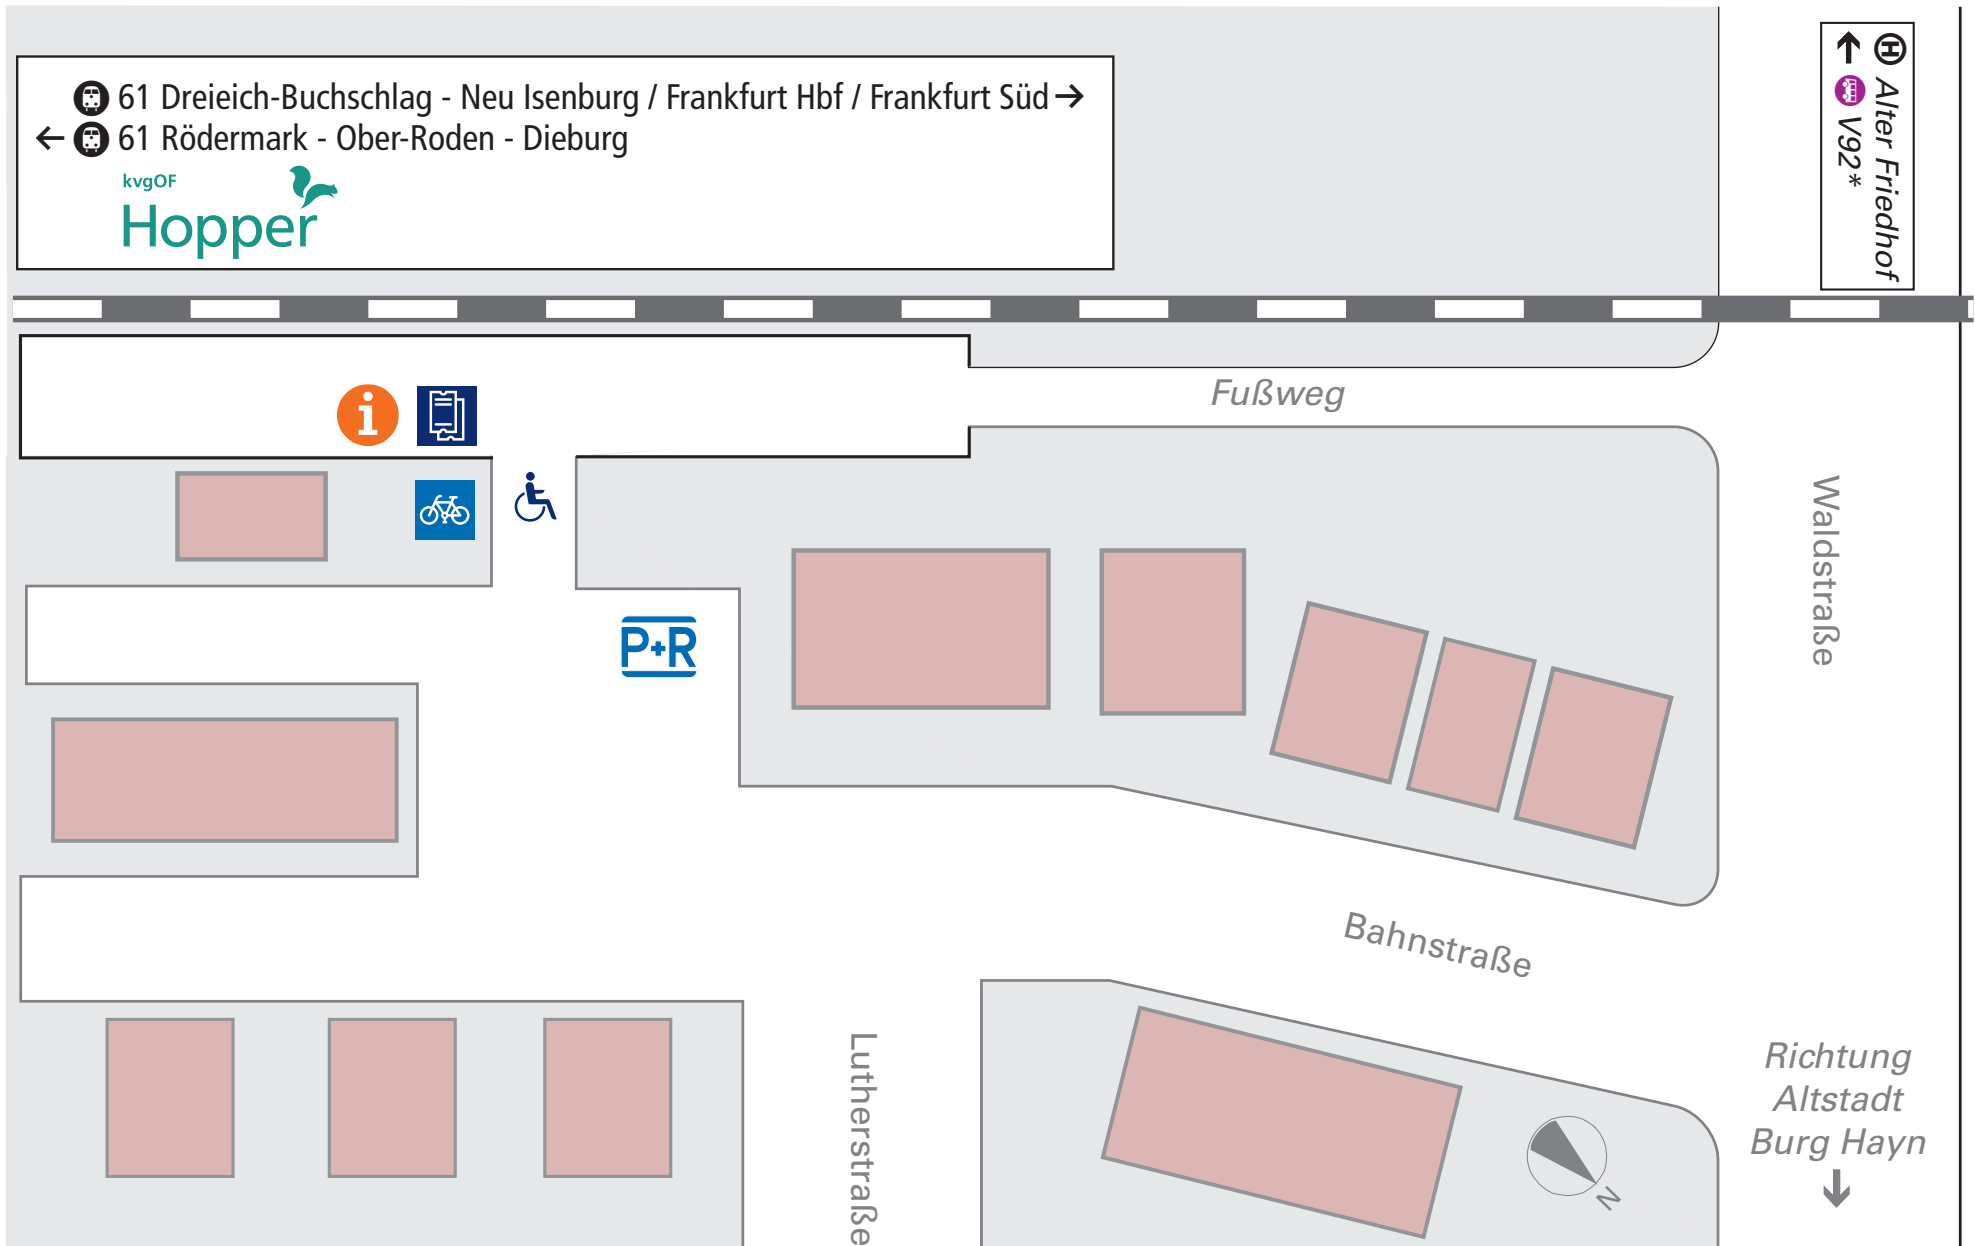 61 Dreieich-Buchschlag - Neu Isenburg / Frankfurt Hbf / Frankfurt Süd →
← 61 Rödermark - Ober-Roden - Dieburg
kvgOF
Hopper
H Alter Friedhof
← V92*
Fußweg
i
P+R
Waldstraße
Bahnstraße
Lutherstraße
Richtung
Altstadt
Burg Hayn
↓
N